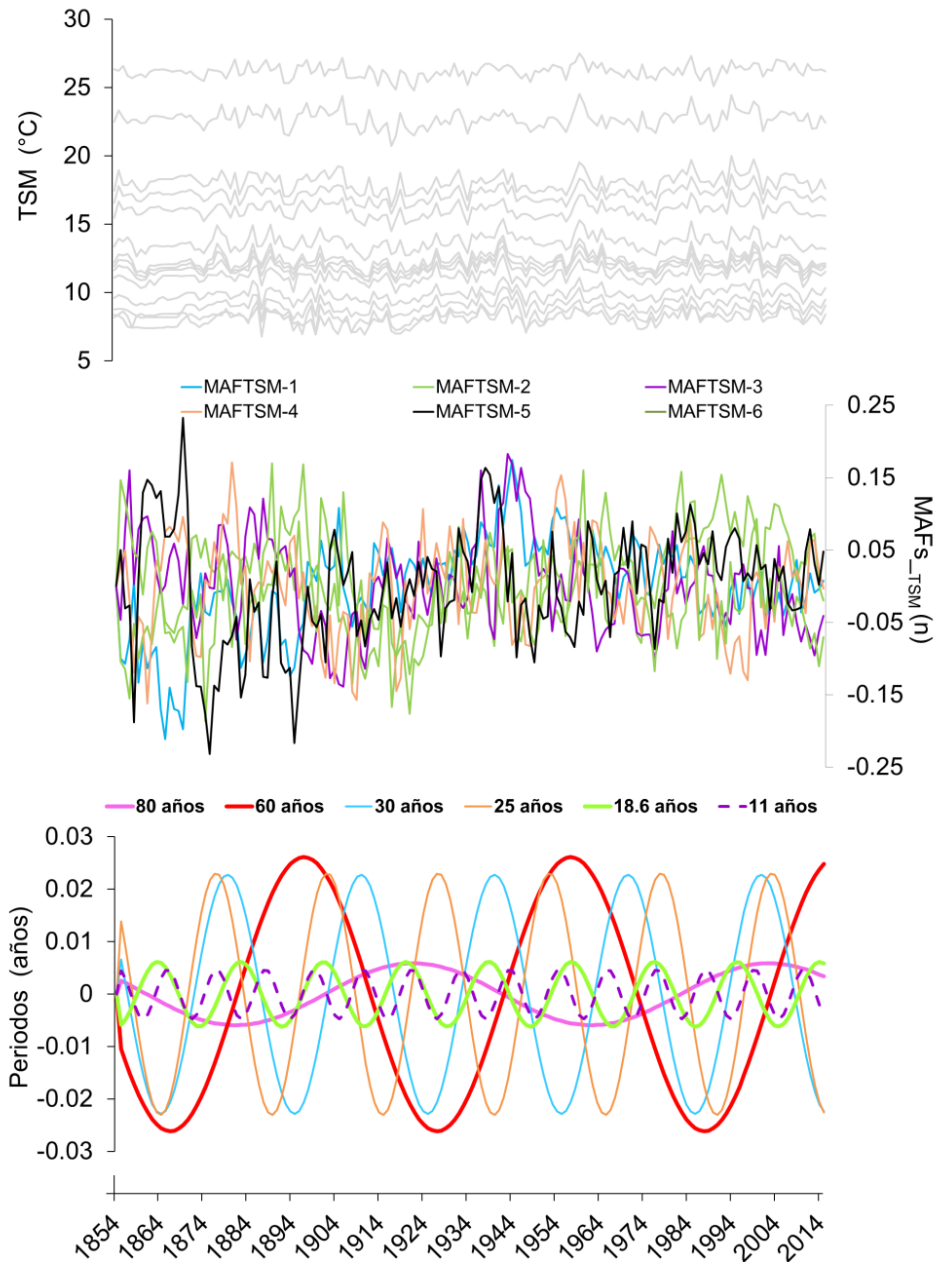 30
25
20
15
10
5
TSM (°C)
MAFTSM-1 MAFTSM-2 MAFTSM-3
MAFTSM-4 MAFTSM-5 MAFTSM-6
0.25
0.15
0.05
-0.05
-0.15
-0.25
MAFs_TSM (n)
80 años 60 años 30 años 25 años 18.6 años 11 años
0.03
0.02
0.01
0
-0.01
-0.02
-0.03
Periodos (años)
1854 1864 1874 1884 1894 1904 1914 1924 1934 1944 1954 1964 1974 1984 1994 2004 2014